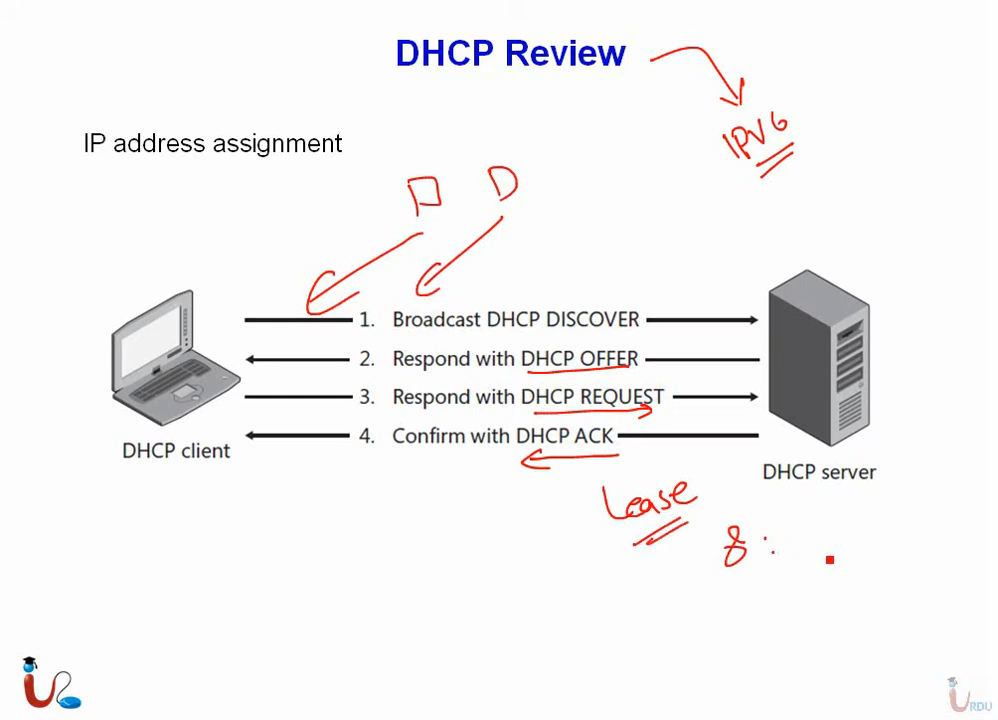 DHCP Review
IPV6
IP address assignment
D
1. Broadcast DHCP DISCOVER
2. Respond with DHCP OFFER
3. Respond with DHCP REQUEST
4. Confirm with DHCP ACK
DHCP client
DHCP server
Lease
8:
URDU